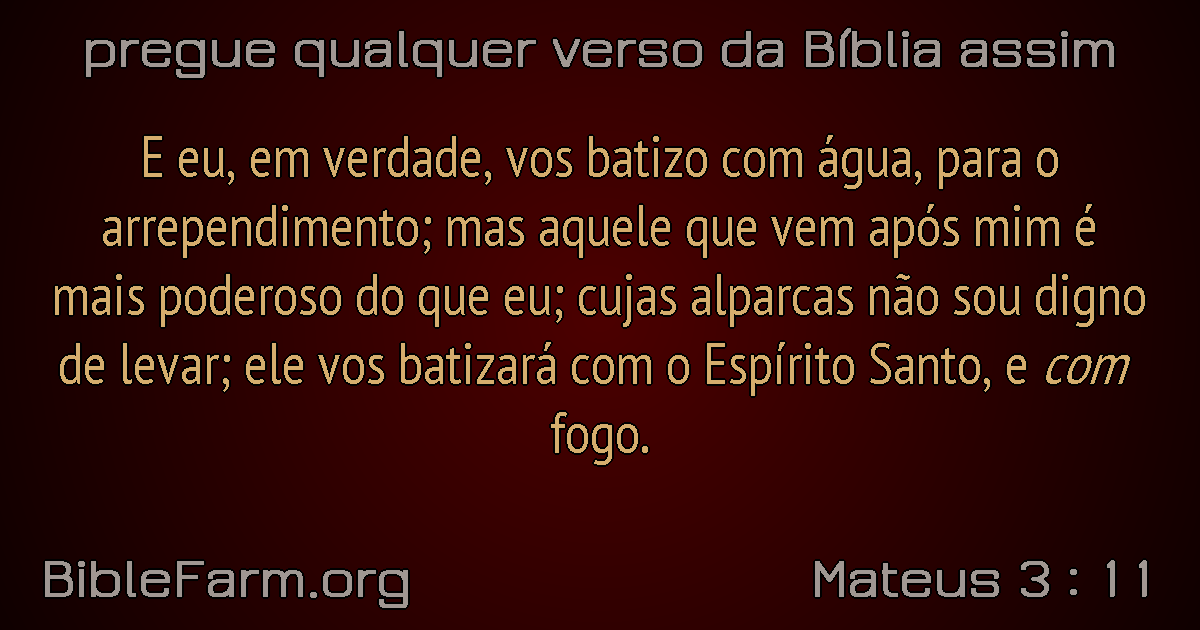 pregue qualquer verso da Bíblia assim
E eu, em verdade, vos batizo com água, para o
arrependimento; mas aquele que vem após mim é
mais poderoso do que eu; cujas alparcas não sou digno
de levar; ele vos batizará com o Espírito Santo, e com
fogo.
BibleFarm.org
Mateus 3 : 11